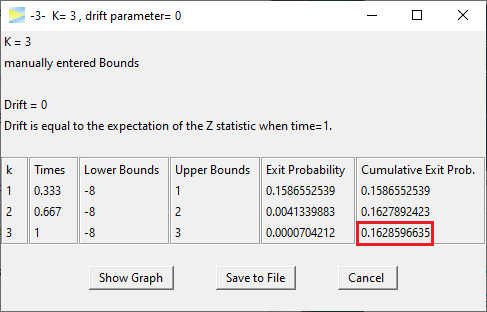 -3- K= 3 , drift parameter= 0
K = 3
manually entered Bounds
Drift = 0
Drift is equal to the expectation of the Z statistic when time=1.
k Times Lower Bounds Upper Bounds Exit Probability Cumulative Exit Prob.
1 0.333 -8 1 0.1586552539 0.1586552539
2 0.667 -8 2 0.0041339883 0.1627892423
3 1 -8 3 0.0000704212 0.1628596635
Show Graph Save to File Cancel